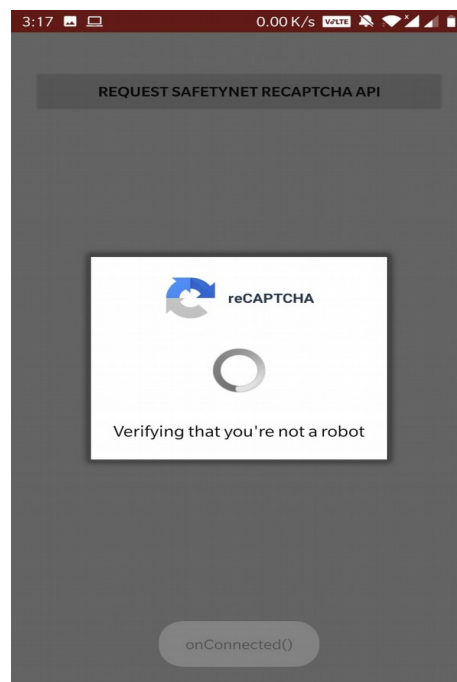 3:17 0.00 K/s VoLTE
REQUEST SAFETYNET RECAPTCHA API
reCAPTCHA
Verifying that you're not a robot
onConnected()